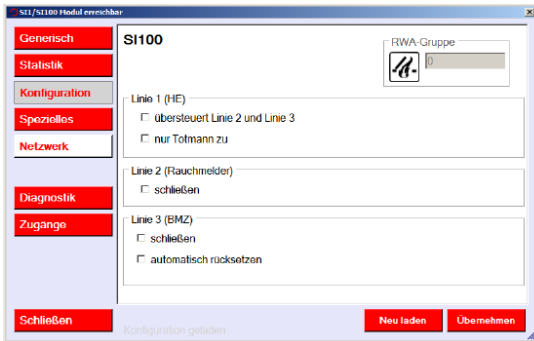 SI1/SI100 Modul erreichbar
Generisch
Statistik
Konfiguration
Spezielles
Netzwerk
Diagnostik
Zugänge
Schließen
SI100
RWA-Gruppe
0
Linie 1 (HE)
übersteuert Linie 2 und Linie 3
nur Totmann zu
Linie 2 (Rauchmelder)
schließen
Linie 3 (BMZ)
schließen
automatisch rücksetzen
Konfiguration geladen
Neu laden
Übernehmen